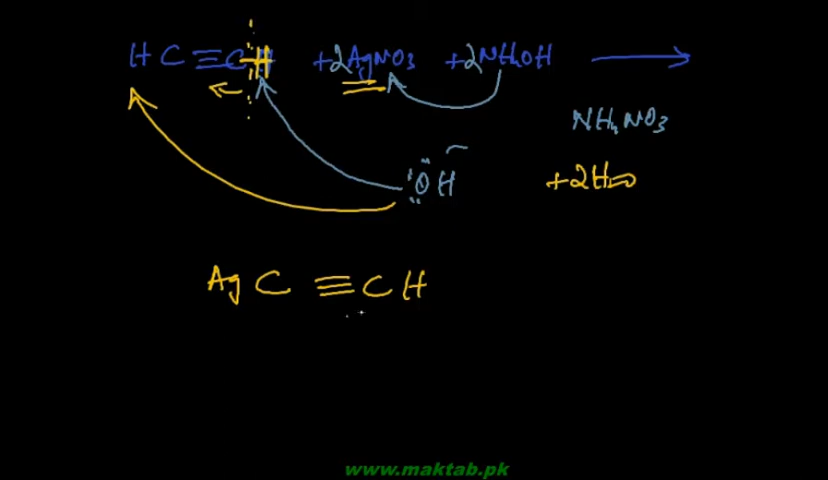 HC≡CH +2AgNO3 +2NH4OH ⟶
NH4NO3
:ÖH⁻ +2H2O
AgC≡CH
www.maktab.pk